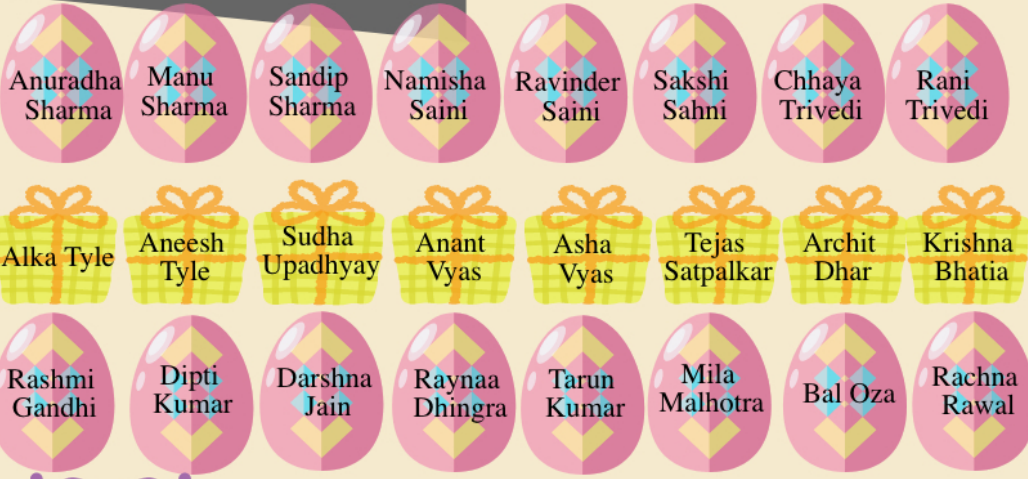 Anuradha Sharma
Manu Sharma
Sandip Sharma
Namisha Saini
Ravinder Saini
Sakshi Sahni
Chhaya Trivedi
Rani Trivedi
Alka Tyle
Aneesh Tyle
Sudha Upadhyay
Anant Vyas
Asha Vyas
Tejas Satpalkar
Archit Dhar
Krishna Bhatia
Rashmi Gandhi
Dipti Kumar
Darshna Jain
Raynaa Dhingra
Tarun Kumar
Mila Malhotra
Bal Oza
Rachna Rawal